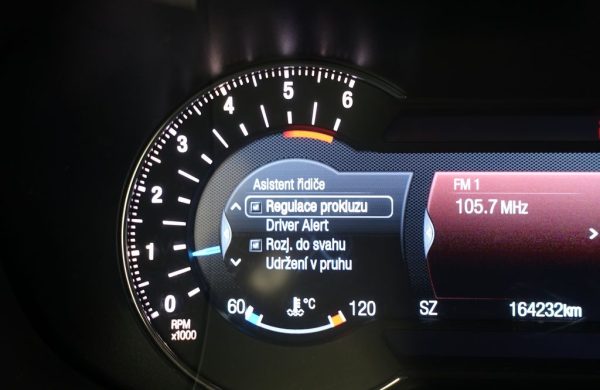 6
5
4
3
2
1
0
RPM
x1000
Asistent řidiče
Regulace prokluzu
Driver Alert
Rozj. do svahu
Udržení v pruhu
60
°C
120
FM 1
105.7 MHz
SZ
164232km